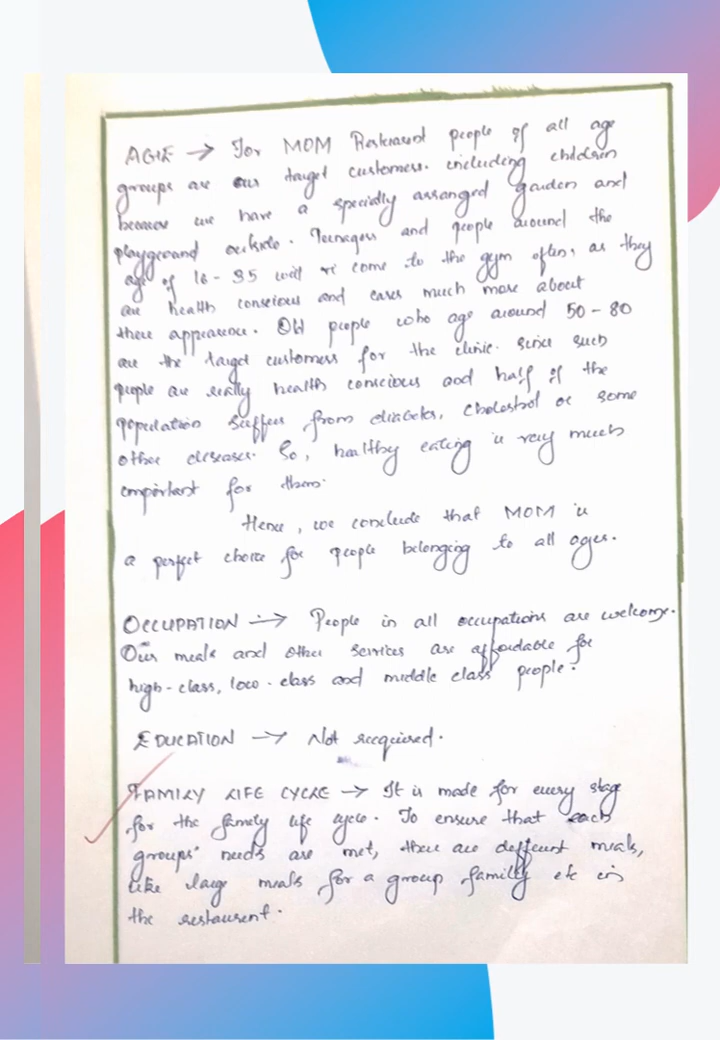 AGE → For MOM Restaurant people of all age
groups are our target customers. including children
because we have a specially arranged garden and
playground outside. Teenagers and people around the
age of 16 - 35 will come to the gym often, as they
are health conscious and cares much more about
there appearance. Old people who age around 50 - 80
are the target customers for the clinic. Since such
people are really health conscious and half of the
population suffers from diabetes, cholestrol or some
other diseases. So, healthy eating is very much
important for them.
Hence, we conclude that MOM is
a perfect choice for people belonging to all ages.
OCCUPATION → People in all occupations are welcome.
Our meals and other services are affordable for
high-class, low-class and middle class people.
EDUCATION → Not required.
FAMILY LIFE CYCLE → It is made for every stage
for the family life cycle. To ensure that each
groups' needs are met, there are different meals,
like large meals for a group family etc in
the restaurent.